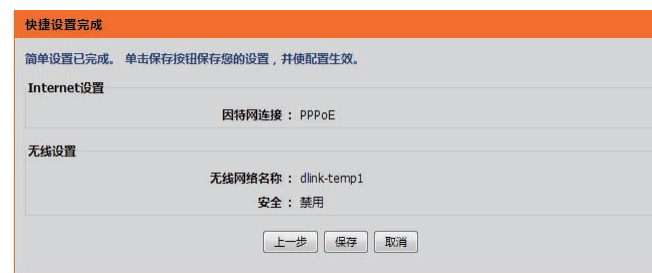 快捷设置完成
简单设置已完成。 单击保存按钮保存您的设置，并使配置生效。
Internet设置
因特网连接： PPPoE
无线设置
无线网络名称： dlink-temp1
安全： 禁用
上一步 保存 取消